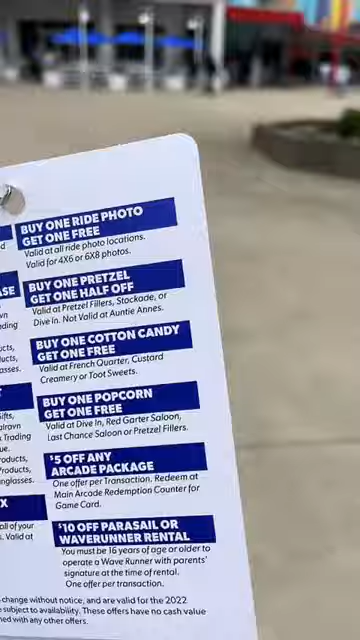 BUY ONE RIDE PHOTO
GET ONE FREE
Valid at all ride photo locations.
Valid for 4X6 or 6X8 photos.
BUY ONE PRETZEL
GET ONE HALF OFF
Valid at Pretzel Fillers, Stockade, or
Dive In. Not Valid at Auntie Annes.
BUY ONE COTTON CANDY
GET ONE FREE
Valid at French Quarter, Custard
Creamery or Toot Sweets.
BUY ONE POPCORN
GET ONE FREE
Valid at Dive In, Red Garter Saloon,
Last Chance Saloon or Pretzel Fillers.
$5 OFF ANY
ARCADE PACKAGE
One offer per Transaction. Redeem at
Main Arcade Redemption Counter for
Game Card.
$10 OFF PARASAIL OR
WAVERUNNER RENTAL
You must be 16 years of age or older to
operate a Wave Runner with parents'
signature at the time of rental.
One offer per transaction.
change without notice, and are valid for the 2022
subject to availability. These offers have no cash value
with any other offers.